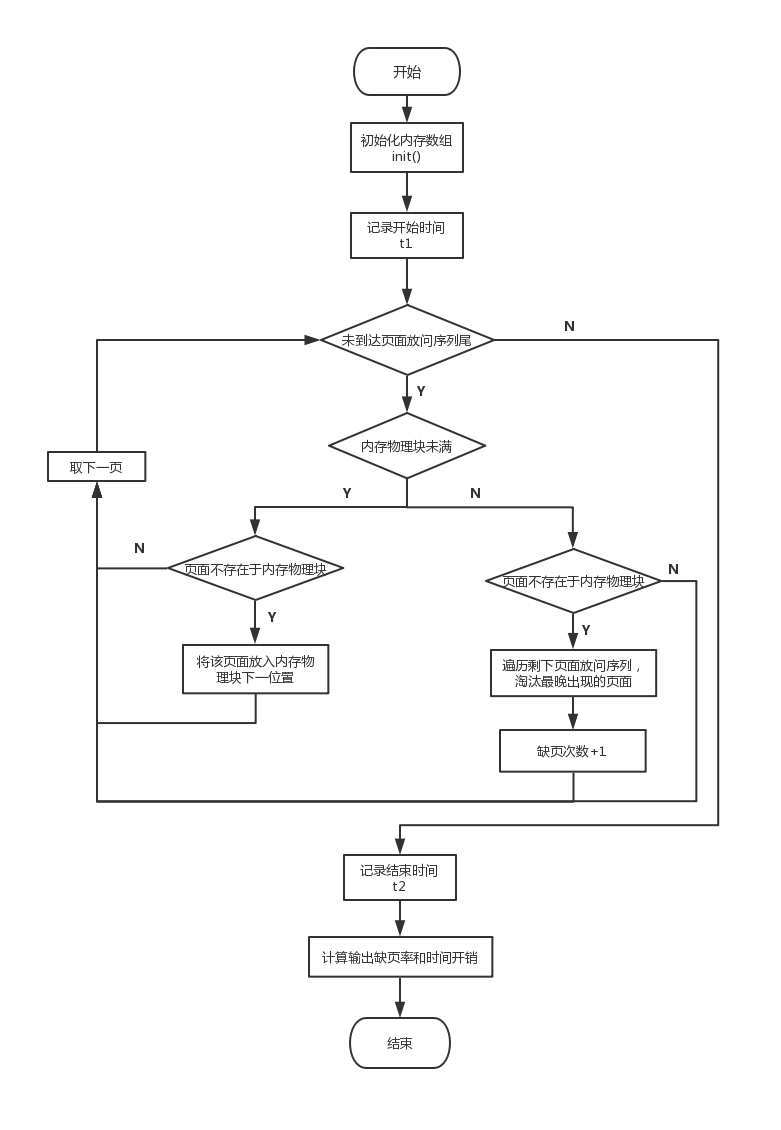 开始
初始化内存数组
init()
记录开始时间
t1
未到达页面放问序列尾
N
Y
内存物理块未满
取下一页
Y
N
N
页面不存在于内存物理块
页面不存在于内存物理块
N
Y
Y
将该页面放入内存物
理块下一位置
遍历剩下页面放问序列，
淘汰最晚出现的页面
缺页次数+1
记录结束时间
t2
计算输出缺页率和时间开销
结束